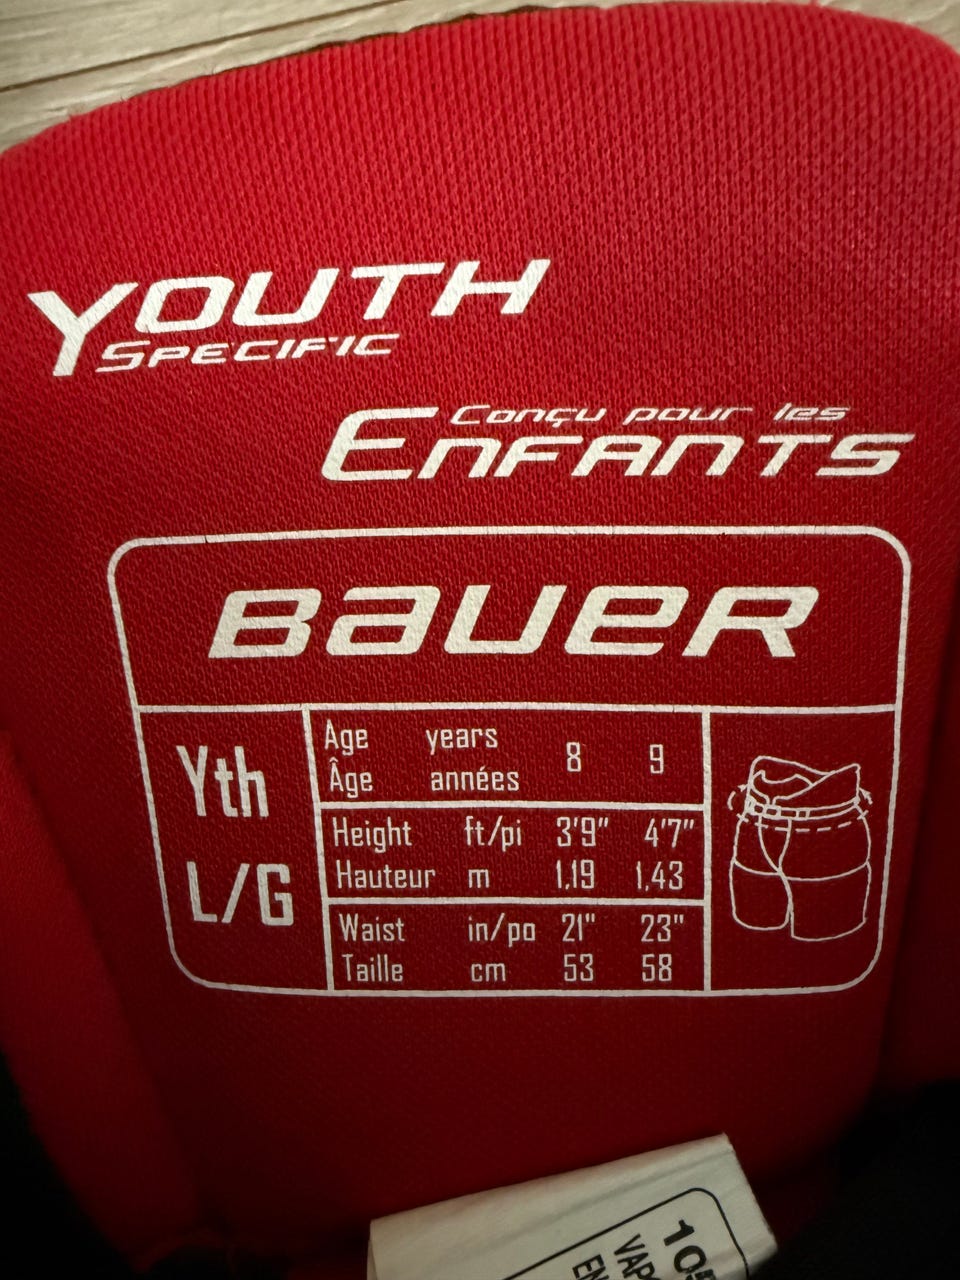 YOUTH
SPECIFIC
Conçu pour les
ENFANTS
BAUER
Yth
L/G
Age years 8 9
Âge années
Height ft/pi 3'9" 4'7"
Hauteur m 1,19 1,43
Waist in/po 21" 23"
Taille cm 53 58